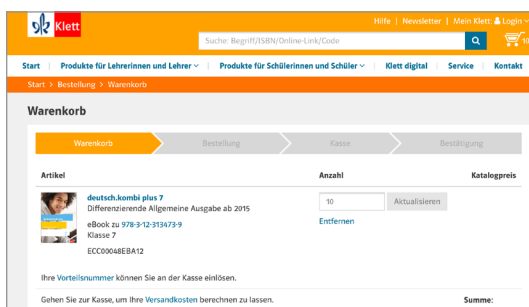 Klett
Hilfe | Newsletter | Mein Klett: Login
Suche: Begriff/ISBN/Online-Link/Code
10
Start | Produkte für Lehrerinnen und Lehrer | Produkte für Schülerinnen und Schüler | Klett digital | Service | Kontakt
Start > Bestellung > Warenkorb
Warenkorb
Warenkorb Bestellung Kasse Bestätigung
Artikel Anzahl Katalogpreis
deutsch.kombi plus 7 10 Aktualisieren
Differenzierende Allgemeine Ausgabe ab 2015
eBook zu 978-3-12-313473-9 Entfernen
Klasse 7
ECC00048EBA12
Ihre Vorteilsnummer können Sie an der Kasse einlösen.
Gehen Sie zur Kasse, um Ihre Versandkosten berechnen zu lassen. Summe: